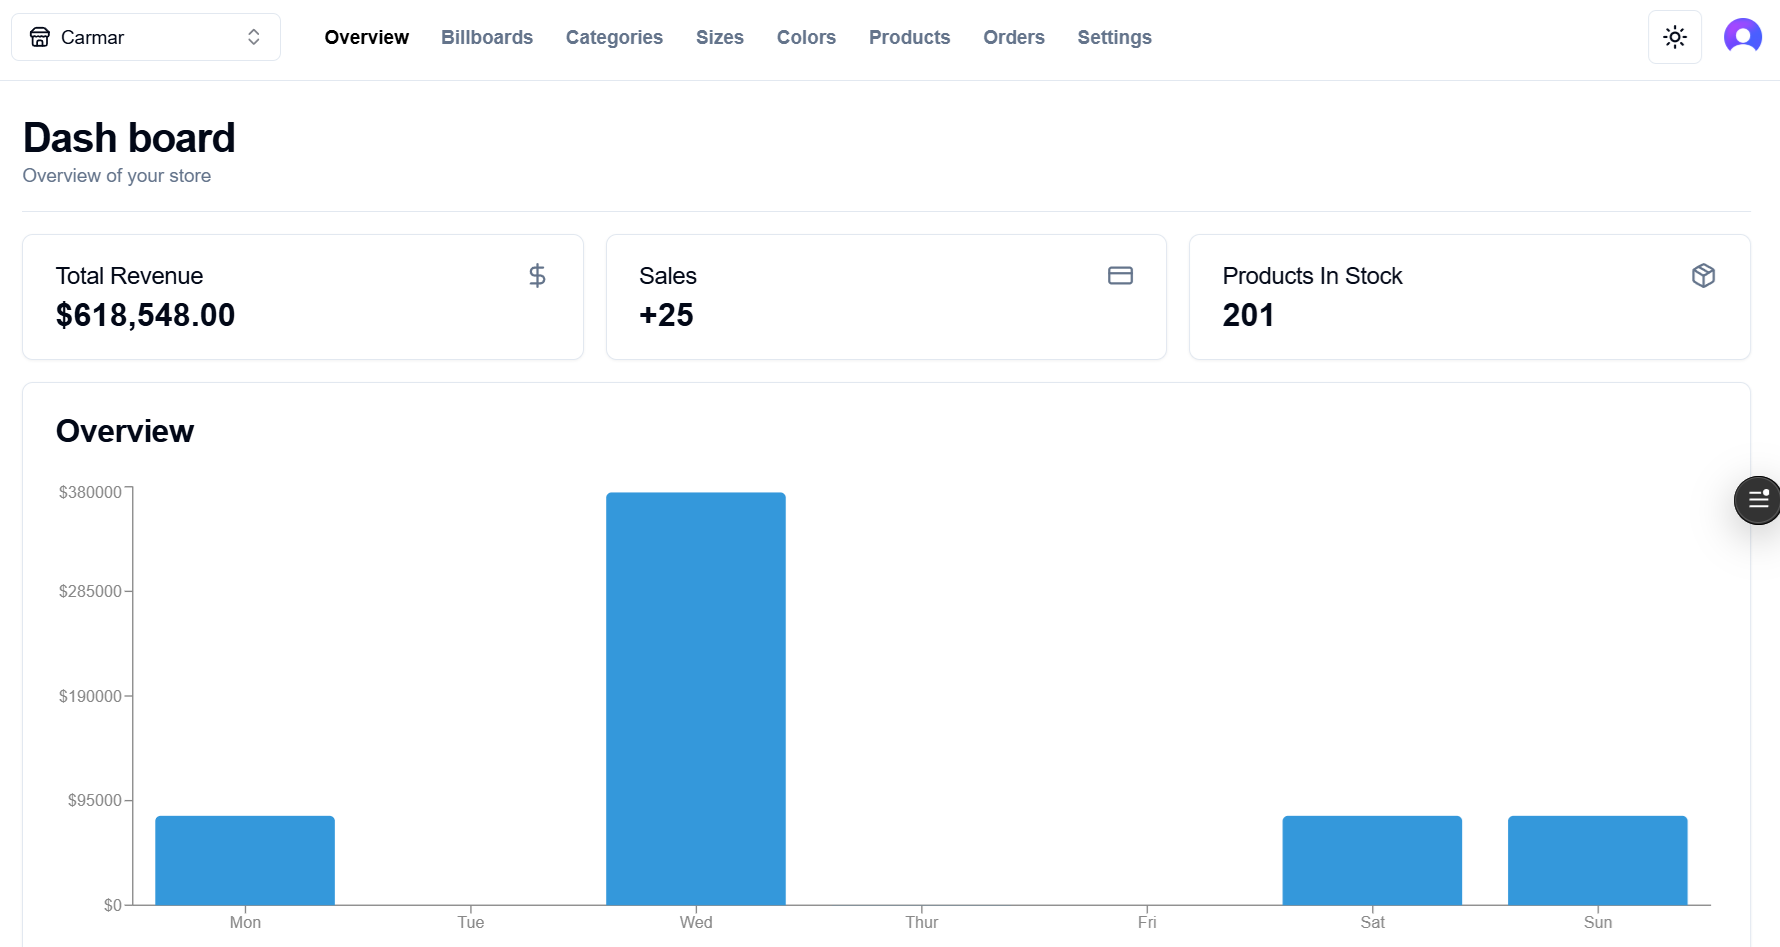 Carmar
Overview Billboards Categories Sizes Colors Products Orders Settings
Dash board
Overview of your store
Total Revenue
$618,548.00
Sales
+25
Products In Stock
201
Overview
$380000
$285000
$190000
$95000
$0
Mon Tue Wed Thur Fri Sat Sun